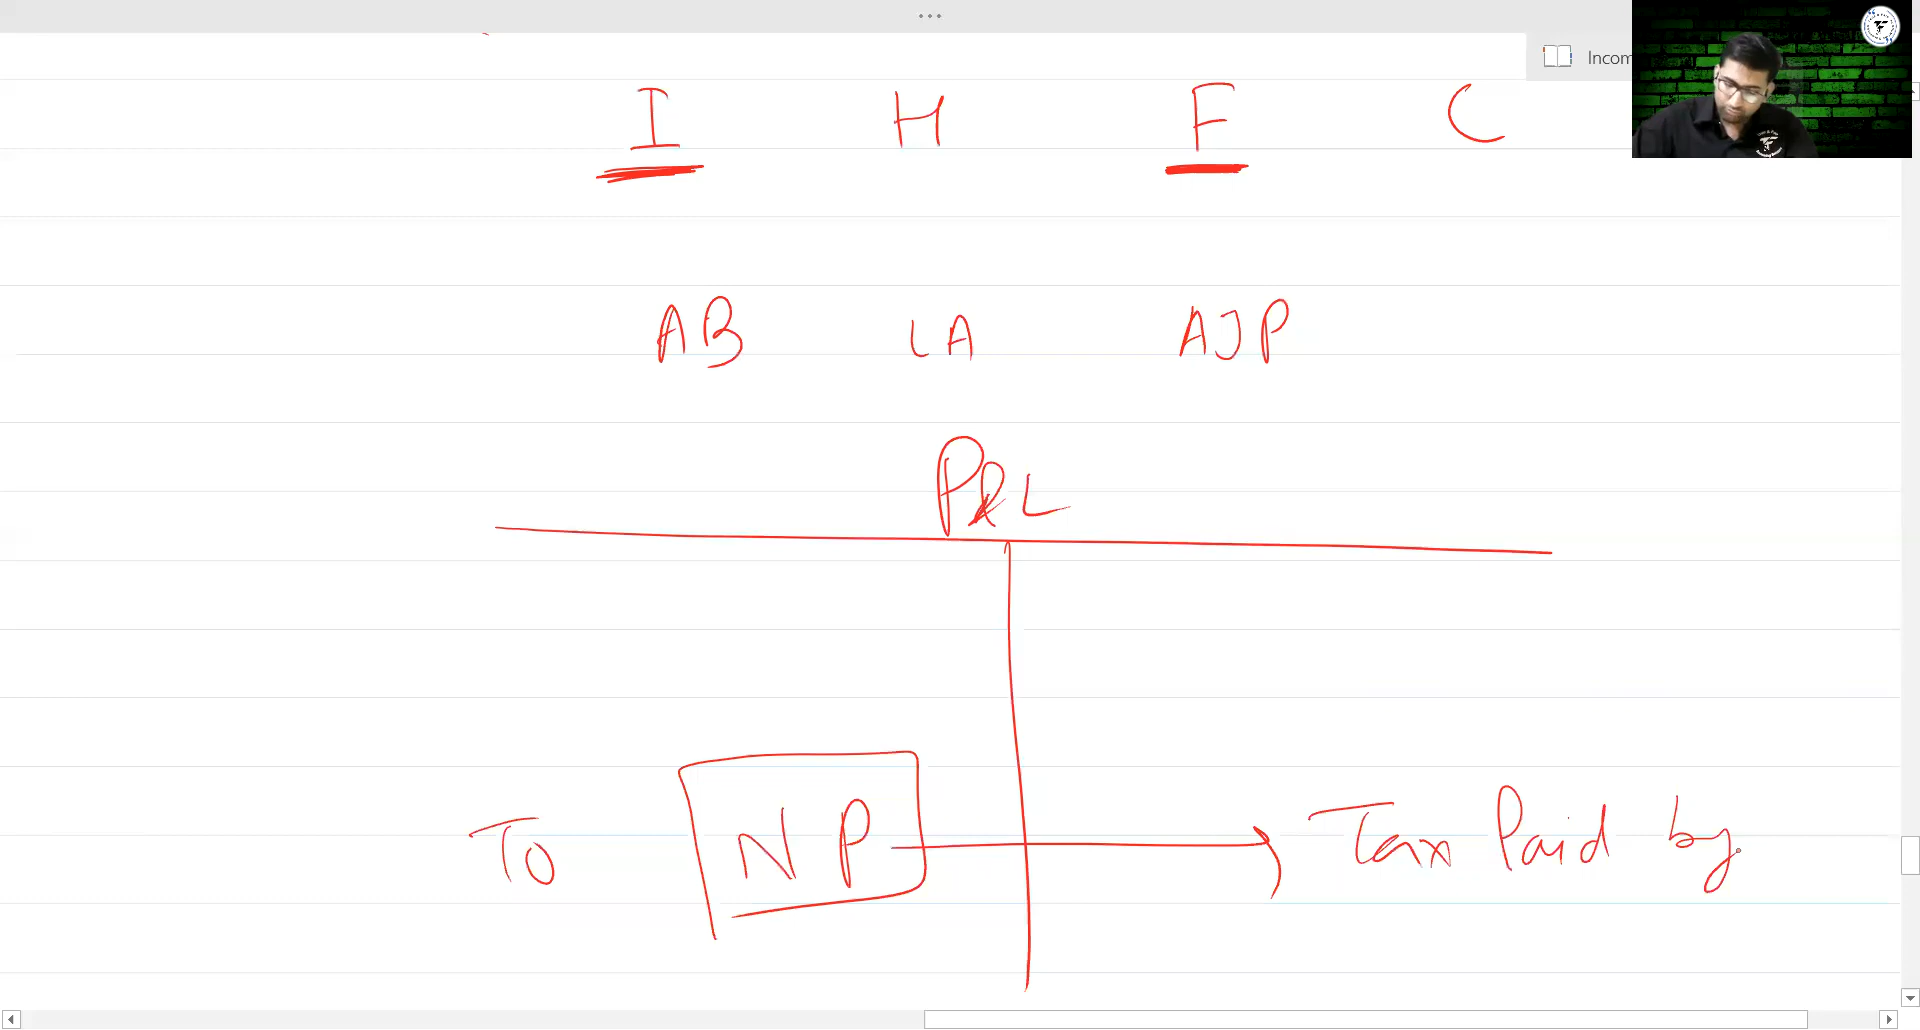 Incom
I H F C
AB LA AJP
P&L
To NP Tax Paid by